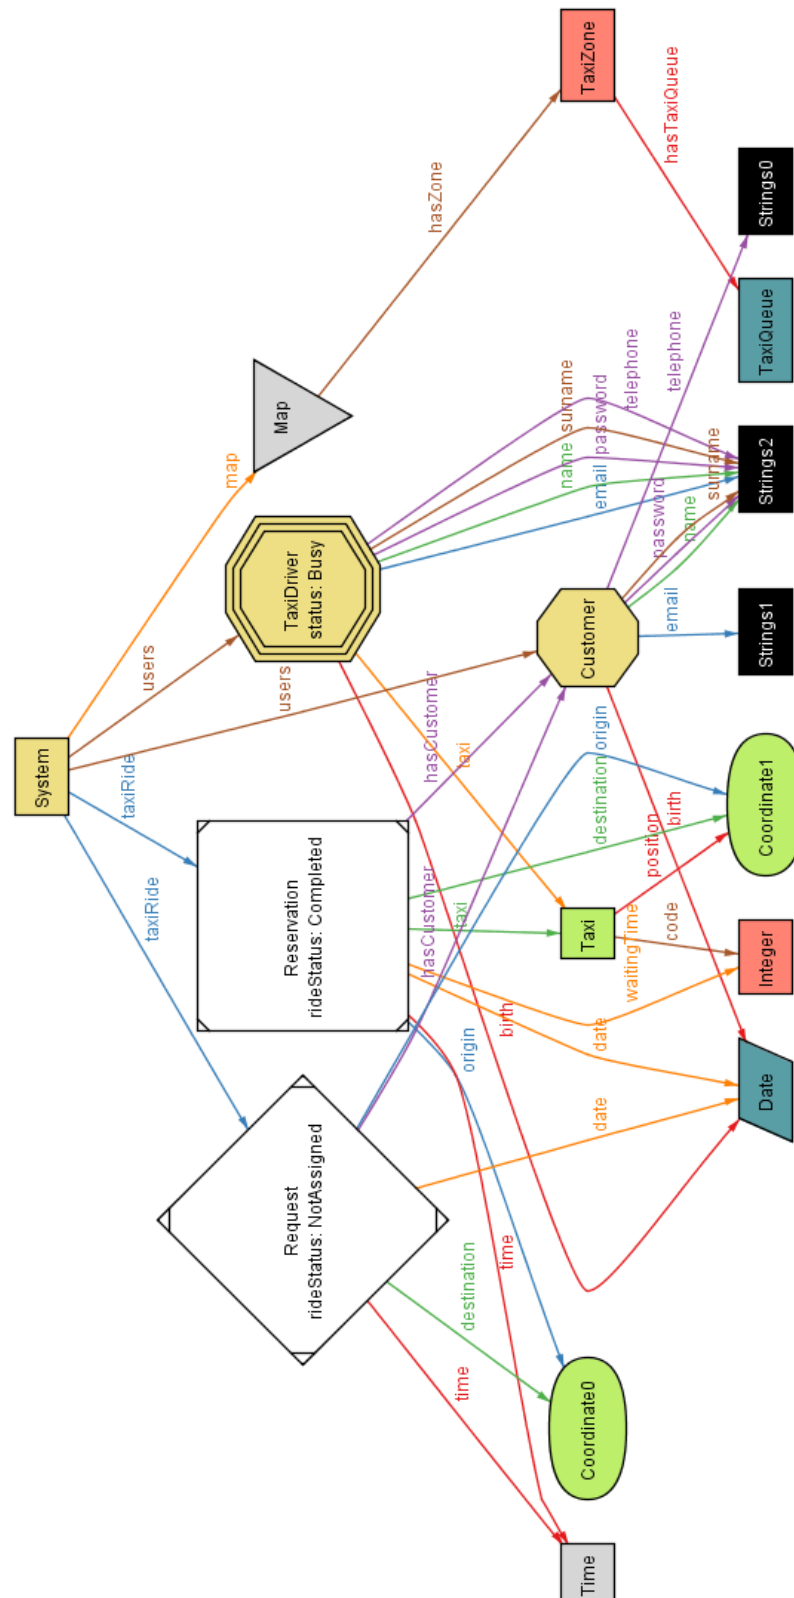 System
taxiRide
taxiRide
users
users
map
Request
rideStatus: NotAssigned
Reservation
rideStatus: Completed
TaxiDriver
status: Busy
Map
time
destination
origin
hasCustomer
taxi
taxi
hasCustomer
hasZone
time
birth
date
date
destination
origin
email
name
password
surname
telephone
Time
Coordinate0
Taxi
Customer
TaxiZone
waitingTime
code
position
birth
email
password
name
surname
telephone
hasTaxiQueue
Date
Integer
Coordinate1
Strings1
Strings2
TaxiQueue
Strings0